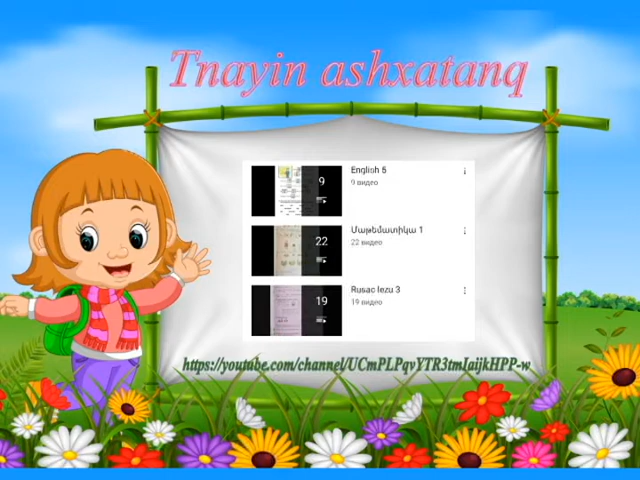 Tnayin ashxatanq
9
English 5
9 видео
22
Մաթեմատիկա 1
22 видео
19
Rusac lezu 3
19 видео
https://youtube.com/channel/UCmPLPqvYTR3tmIaijkHPP-w